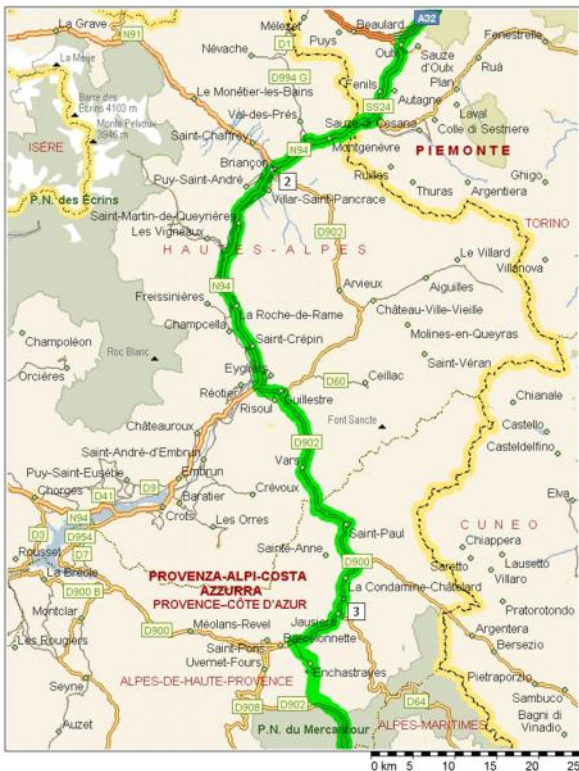 Mélezet
A32
La Grave
N91
Beaulard
Puys
D1
Oulx
Fenestrelle
Névache
Sauze
d'Oulx
La Meije
D994 G
Fenils
Plan
Ruà
Le Monêtier-les-Bains
Autagne
Barre des
Écrins 4103 m
Val-des-Prés
SS24
Laval
Monte Pelvoux
3946 m
Saint-Chaffrey
Sauze di Cesana
Colle di Sestriere
N94
Montgenèvre
PIEMONTE
ISÈRE
Briançon
Puy-Saint-André
2
Ruilles
Ghigo
P.N. des Écrins
Villar-Saint-Pancrace
Thuras
Argentiera
Saint-Martin-de-Queyrières
TORINO
Les Vigneaux
D902
HAUTES-ALPES
Le Villard
Villanova
N94
Arvieux
Aiguilles
Freissinières
La Roche-de-Rame
Château-Ville-Vieille
Champcella
Molines-en-Queyras
Champoléon
Saint-Crépin
Roc Blanc
Saint-Véran
Orcières
Eygliers
Réotier
D60
Ceillac
Guillestre
Chianale
Risoul
Châteauroux
Font Sancte
Castello
D902
Casteldelfino
Saint-André-d'Embrun
Vars
Puy-Saint-Eusèbe
Embrun
D9
Chorges
D41
Baratier
Crévoux
Elva
N94
Crots
Les Orres
D3
D954
Saint-Paul
CUNEO
D7
Chiappera
Rousset
Sainte-Anne
D900
Saretto
Lausetto
La Bréole
PROVENZA-ALPI-COSTA
AZZURRA
Villaro
D900 B
PROVENCE–CÔTE D'AZUR
La Condamine-Châtelard
Montclar
Pratorotondo
D900
Méolans-Revel
Jausiers
3
Les Rougiers
Saint-Pons
Barcelonnette
Argentera
Bersezio
Uvernet-Fours
Enchastrayes
Pietraporzio
Seyne
ALPES-DE-HAUTE-PROVENCE
Sambuco
D902
D64
Auzet
D908
ALPES-MARITIMES
Bagni di
Vinadio
P.N. du Mercantour
0 km 5 10 15 20 25